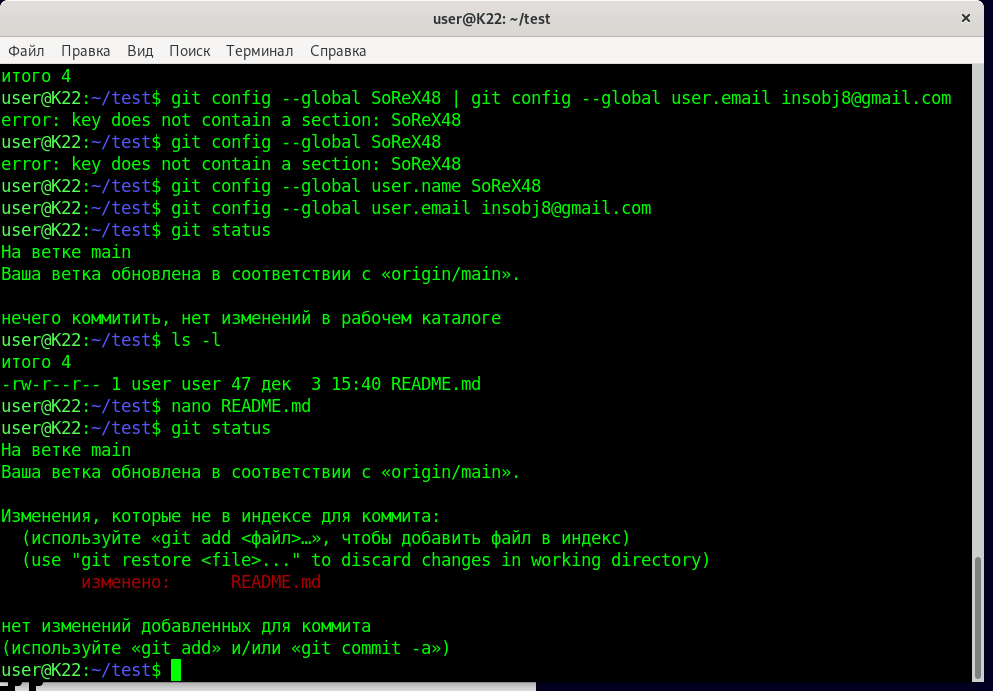 user@K22: ~/test
Файл Правка Вид Поиск Терминал Справка
итого 4
user@K22:~/test$ git config --global SoReX48 | git config --global user.email insobj8@gmail.com
error: key does not contain a section: SoReX48
user@K22:~/test$ git config --global SoReX48
error: key does not contain a section: SoReX48
user@K22:~/test$ git config --global user.name SoReX48
user@K22:~/test$ git config --global user.email insobj8@gmail.com
user@K22:~/test$ git status
На ветке main
Ваша ветка обновлена в соответствии с «origin/main».
нечего коммитить, нет изменений в рабочем каталоге
user@K22:~/test$ ls -l
итого 4
-rw-r--r-- 1 user user 47 дек  3 15:40 README.md
user@K22:~/test$ nano README.md
user@K22:~/test$ git status
На ветке main
Ваша ветка обновлена в соответствии с «origin/main».
Изменения, которые не в индексе для коммита:
  (используйте «git add <файл>…», чтобы добавить файл в индекс)
  (use "git restore <file>..." to discard changes in working directory)
        изменено:      README.md
нет изменений добавленных для коммита
(используйте «git add» и/или «git commit -a»)
user@K22:~/test$